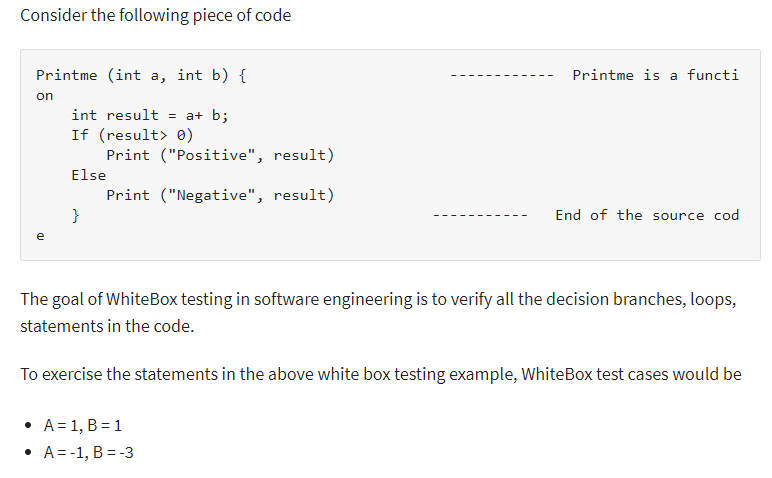 Consider the following piece of code
Printme (int a, int b) { ------------ Printme is a functi
on
int result = a+ b;
If (result> 0)
Print ("Positive", result)
Else
Print ("Negative", result)
} ----------- End of the source cod
e
The goal of WhiteBox testing in software engineering is to verify all the decision branches, loops,
statements in the code.
To exercise the statements in the above white box testing example, WhiteBox test cases would be
• A = 1, B = 1
• A = -1, B = -3